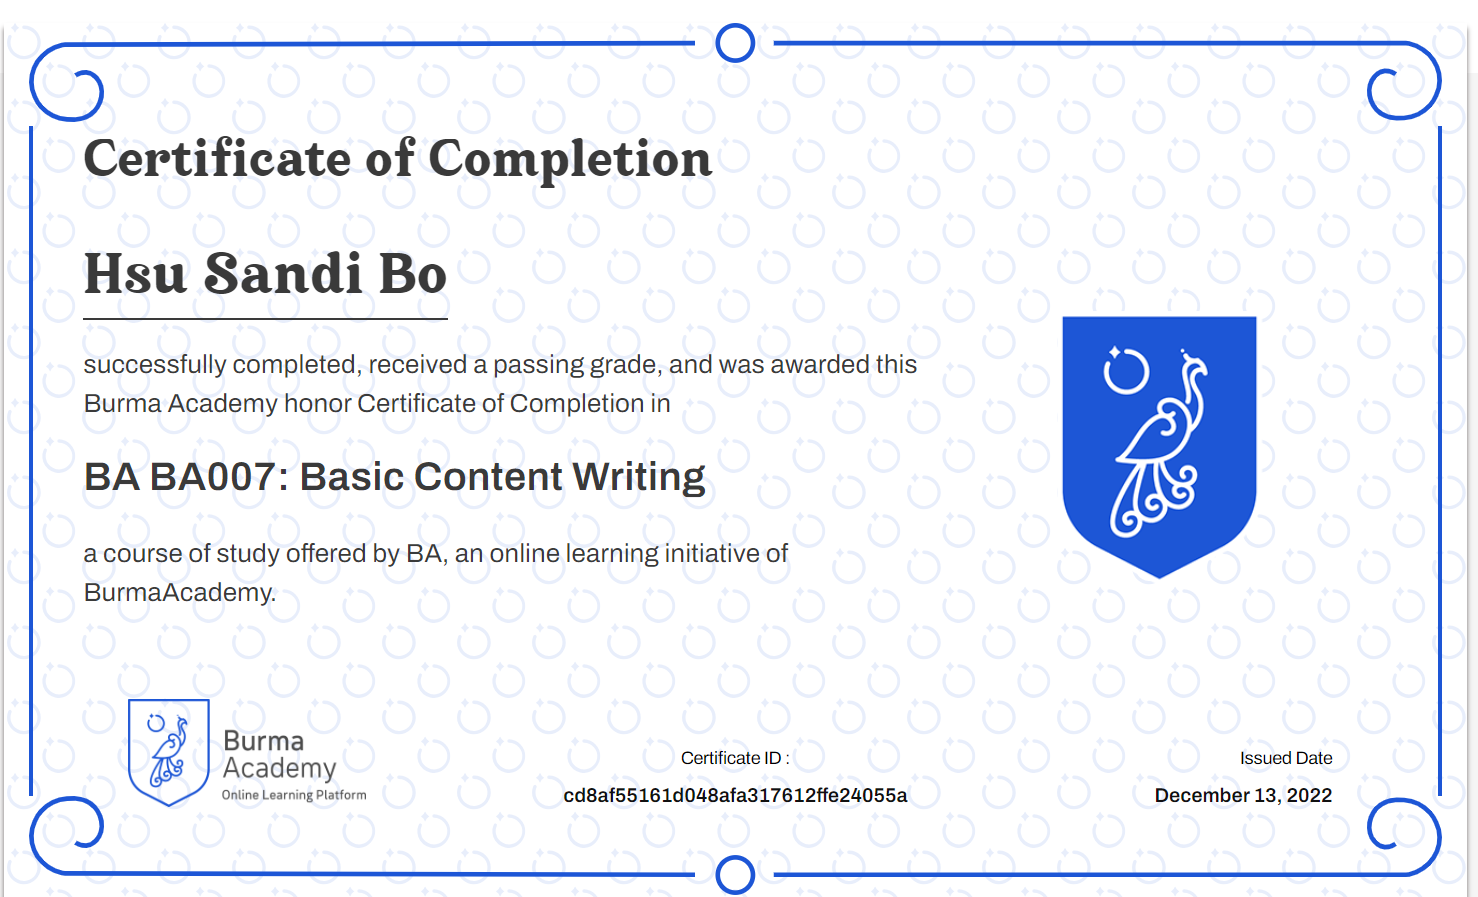 Certificate of Completion
Hsu Sandi Bo
successfully completed, received a passing grade, and was awarded this
Burma Academy honor Certificate of Completion in
BA BA007: Basic Content Writing
a course of study offered by BA, an online learning initiative of
BurmaAcademy.
Burma
Academy
Online Learning Platform
Certificate ID :
cd8af55161d048afa317612ffe24055a
Issued Date
December 13, 2022